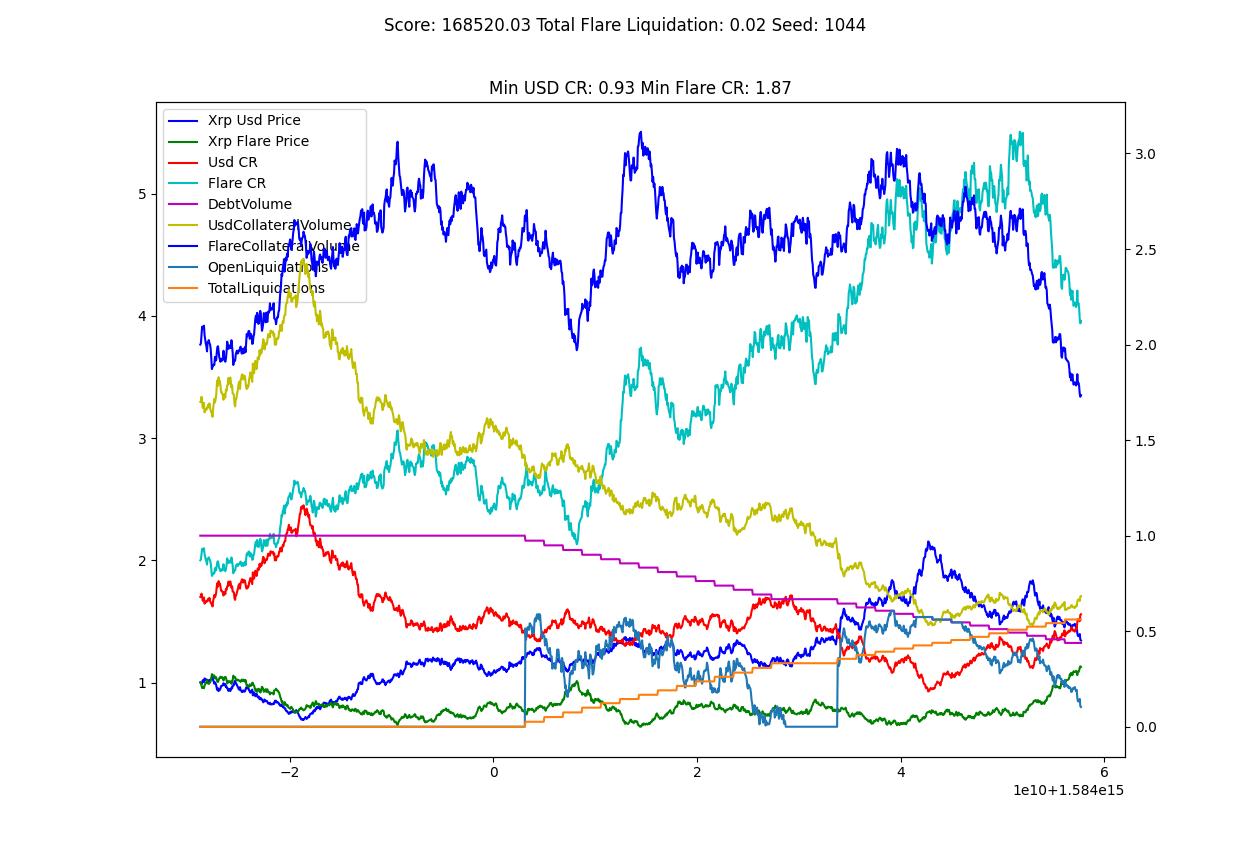 Score: 168520.03 Total Flare Liquidation: 0.02 Seed: 1044
Min USD CR: 0.93 Min Flare CR: 1.87
Xrp Usd Price
Xrp Flare Price
Usd CR
Flare CR
DebtVolume
UsdCollateralVolume
FlareCollateralVolume
OpenLiquidations
TotalLiquidations
5
4
3
2
1
3.0
2.5
2.0
1.5
1.0
0.5
0.0
−2
0
2
4
6
1e10+1.584e15